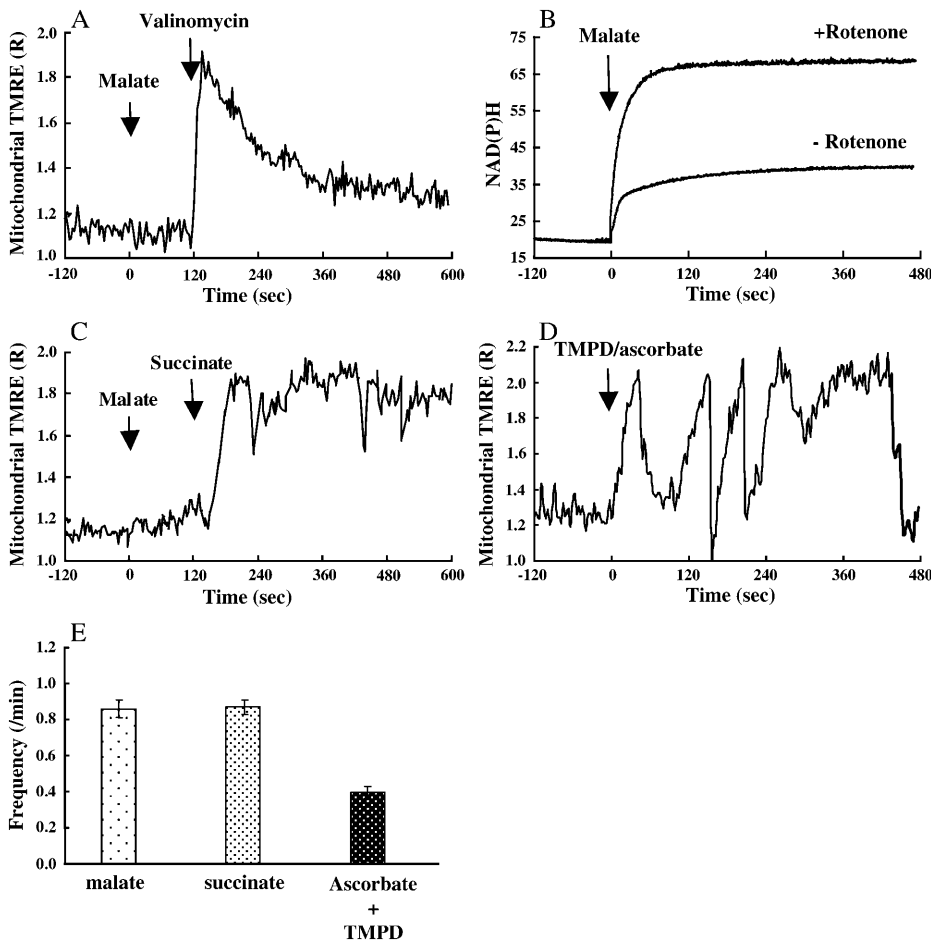 A
B
Valinomycin
Malate
Mitochondrial TMRE (R)
2.0
1.8
1.6
1.4
1.2
1.0
-120
0
120
240
360
480
600
Time (sec)
Malate
+Rotenone
- Rotenone
NAD(P)H
75
65
55
45
35
25
15
-120
0
120
240
360
480
Time (sec)
C
D
Succinate
Malate
Mitochondrial TMRE (R)
2.0
1.8
1.6
1.4
1.2
1.0
-120
0
120
240
360
480
600
Time (sec)
TMPD/ascorbate
Mitochondrial TMRE (R)
2.2
2.0
1.8
1.6
1.4
1.2
1.0
-120
0
120
240
360
480
Time (sec)
E
Frequency (/min)
1.2
1.0
0.8
0.6
0.4
0.2
0.0
malate
succinate
Ascorbate
+
TMPD